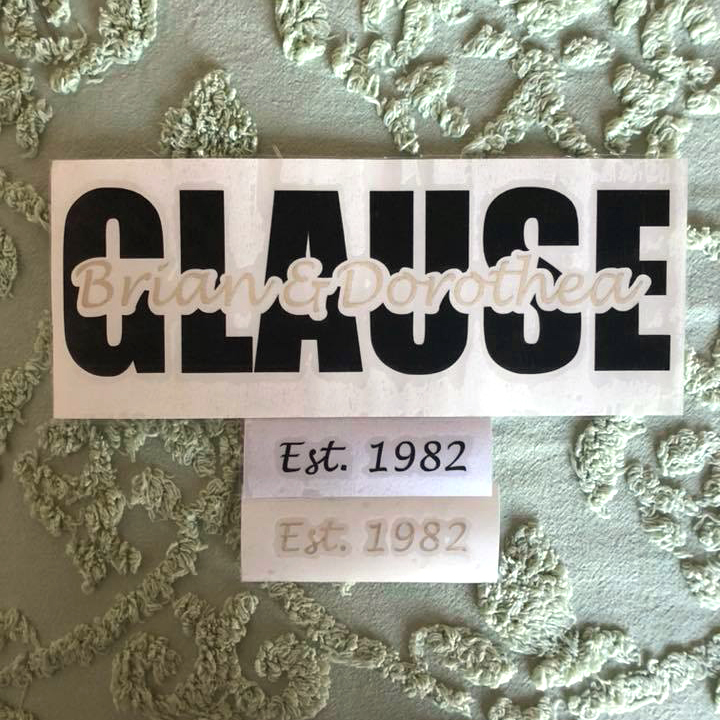 GLAUSE
Brian & Dorothea
Est. 1982
Est. 1982